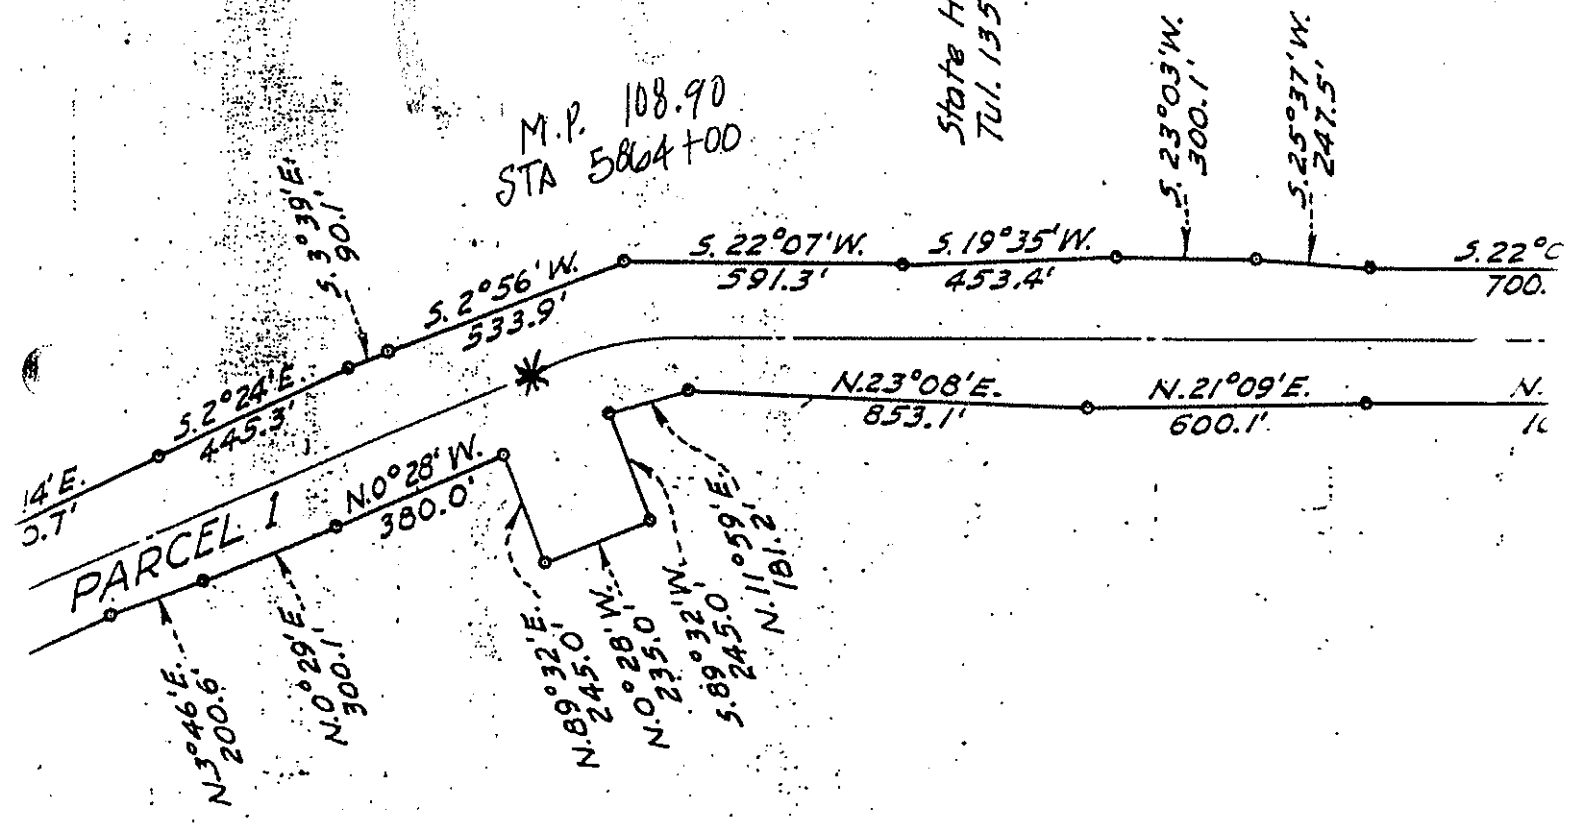 State H
Tul. 135
M.P. 108.90
STA 5864+00
S. 23°03'W.
300.1'
S. 25°37'W.
247.5'
S. 3°39'E.
90.1'
S. 2°56'W.
533.9'
S. 22°07'W.
591.3'
S. 19°35'W.
453.4'
S. 22°0
700.
S. 2°24'E.
445.3'
14'E.
0.7'
PARCEL 1
N. 0°28'W.
380.0'
N. 23°08'E.
853.1'
N. 21°09'E.
600.1'
N.
10
N. 3°46'E.
200.6'
N. 0°29'E.
300.1'
N. 89°32'E.
245.0'
N. 0°28'W.
235.0'
S. 89°32'W.
245.0'
N. 11°59'E.
181.2'